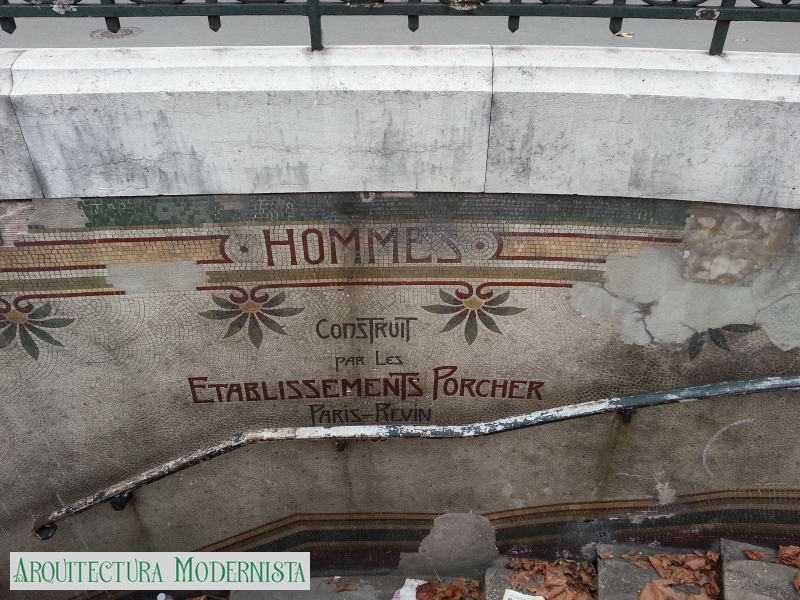 HOMMES
CONSTRUIT
PAR LES
ETABLISSEMENTS PORCHER
PARIS-REVIN
ARQUITECTURA MODERNISTA